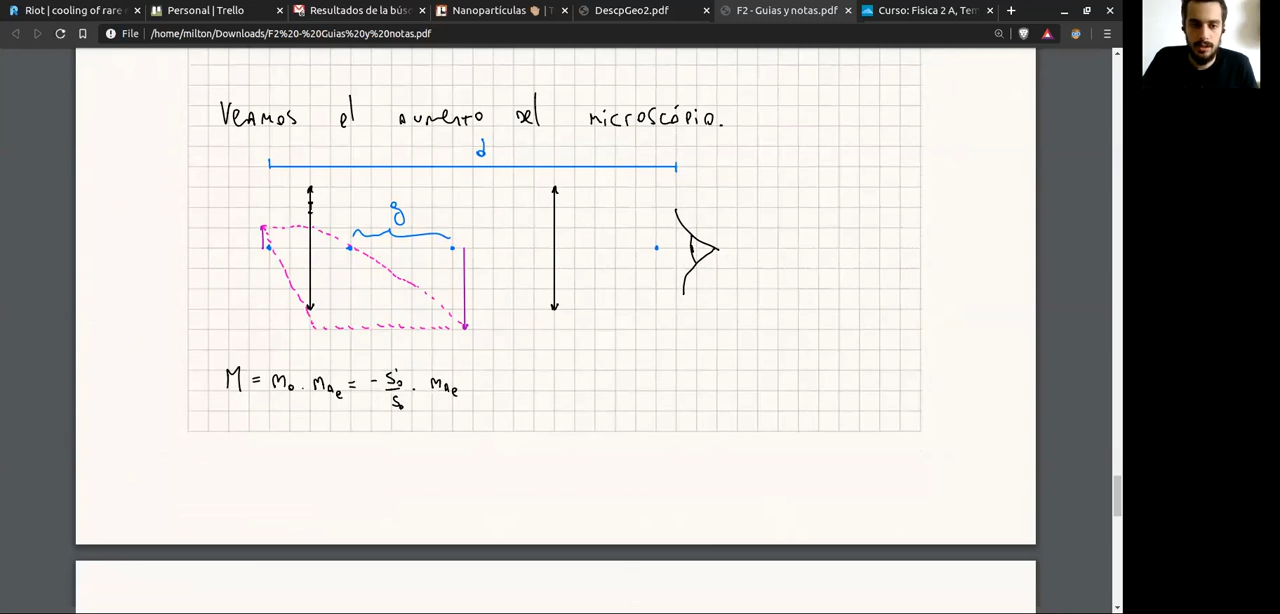 Riot | cooling of rare e
Personal | Trello
Resultados de la bús
Nanopartículas 👏🏼 | T
DescpGeo2.pdf
F2 - Guias y notas.pdf
Curso: Fisica 2 A, Tem
File
/home/milton/Downloads/F2%20-%20Guias%20y%20notas.pdf
Veamos el aumento del microscópio.
d
g
M = m₀ . m_Ae = - s'₀/s₀ . m_Ae